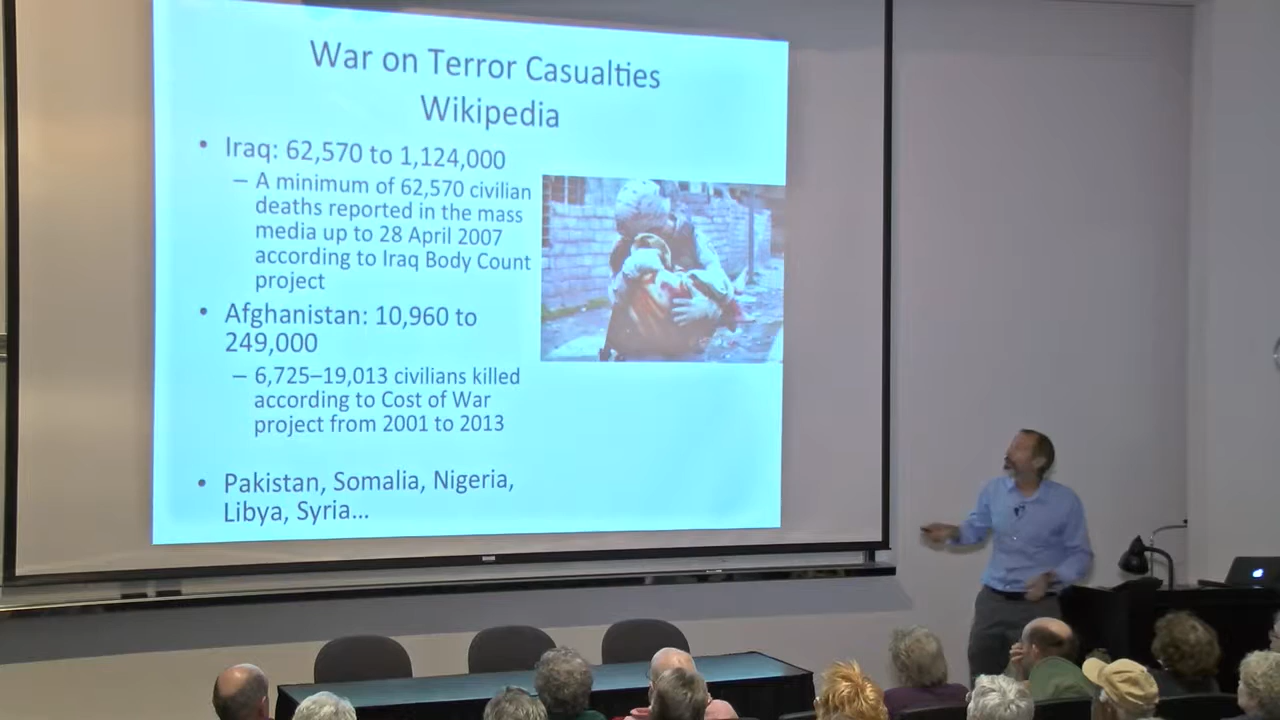 War on Terror Casualties
Wikipedia
• Iraq: 62,570 to 1,124,000
– A minimum of 62,570 civilian
deaths reported in the mass
media up to 28 April 2007
according to Iraq Body Count
project
• Afghanistan: 10,960 to
249,000
– 6,725–19,013 civilians killed
according to Cost of War
project from 2001 to 2013
• Pakistan, Somalia, Nigeria,
Libya, Syria...